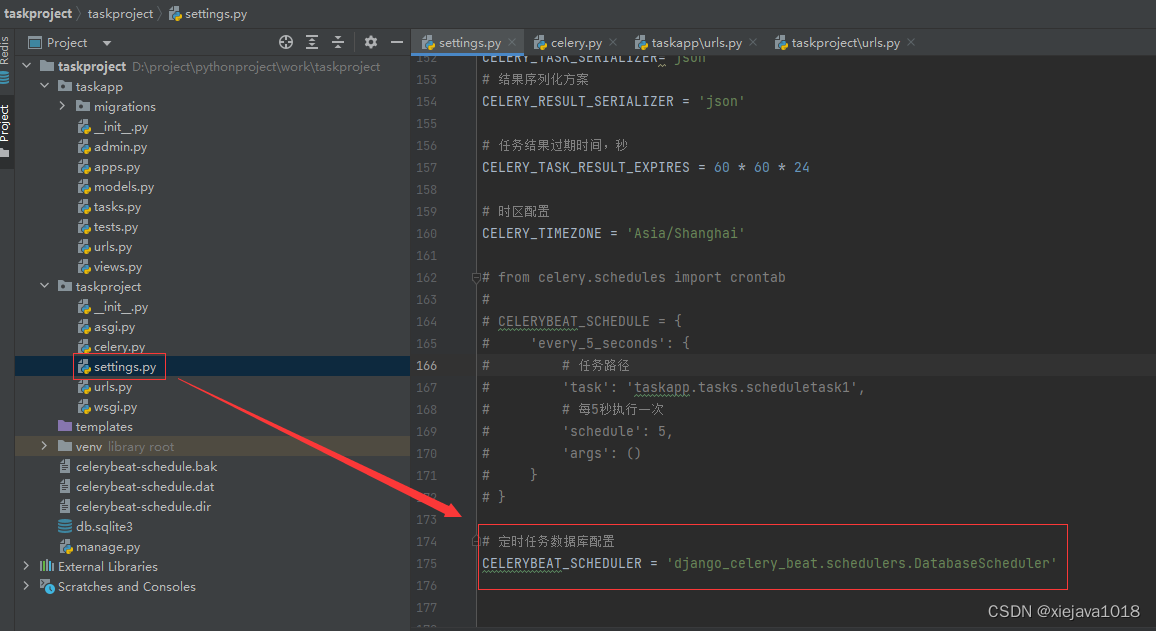 taskproject 〉 taskproject 〉 settings.py
Project
settings.py
celery.py
taskapp\urls.py
taskproject\urls.py
Redis
Project
taskproject D:\project\pythonproject\work\taskproject
taskapp
migrations
__init__.py
admin.py
apps.py
models.py
tasks.py
tests.py
urls.py
views.py
taskproject
__init__.py
asgi.py
celery.py
settings.py
urls.py
wsgi.py
templates
venv library root
celerybeat-schedule.bak
celerybeat-schedule.dat
celerybeat-schedule.dir
db.sqlite3
manage.py
External Libraries
Scratches and Consoles
152 CELERY_TASK_SERIALIZER= 'json'
153 # 结果序列化方案
154 CELERY_RESULT_SERIALIZER = 'json'
155
156 # 任务结果过期时间，秒
157 CELERY_TASK_RESULT_EXPIRES = 60 * 60 * 24
158
159 # 时区配置
160 CELERY_TIMEZONE = 'Asia/Shanghai'
161
162 # from celery.schedules import crontab
163 #
164 # CELERYBEAT_SCHEDULE = {
165 #     'every_5_seconds': {
166 #         # 任务路径
167 #         'task': 'taskapp.tasks.scheduletask1',
168 #         # 每5秒执行一次
169 #         'schedule': 5,
170 #         'args': ()
171 #     }
172 # }
173
174 # 定时任务数据库配置
175 CELERYBEAT_SCHEDULER = 'django_celery_beat.schedulers.DatabaseScheduler'
176
177
CSDN @xiejava1018